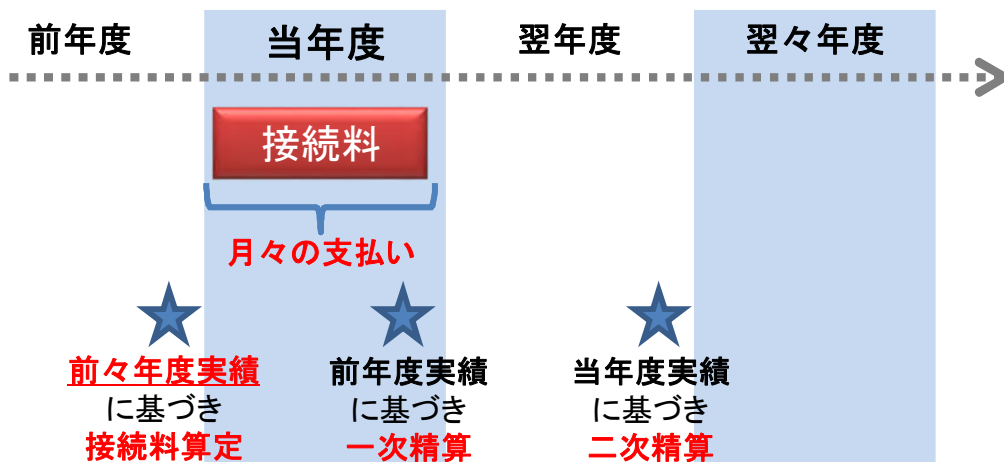 前年度
当年度
翌年度
翌々年度
接続料
月々の支払い
前々年度実績
に基づき
接続料算定
前年度実績
に基づき
一次精算
当年度実績
に基づき
二次精算